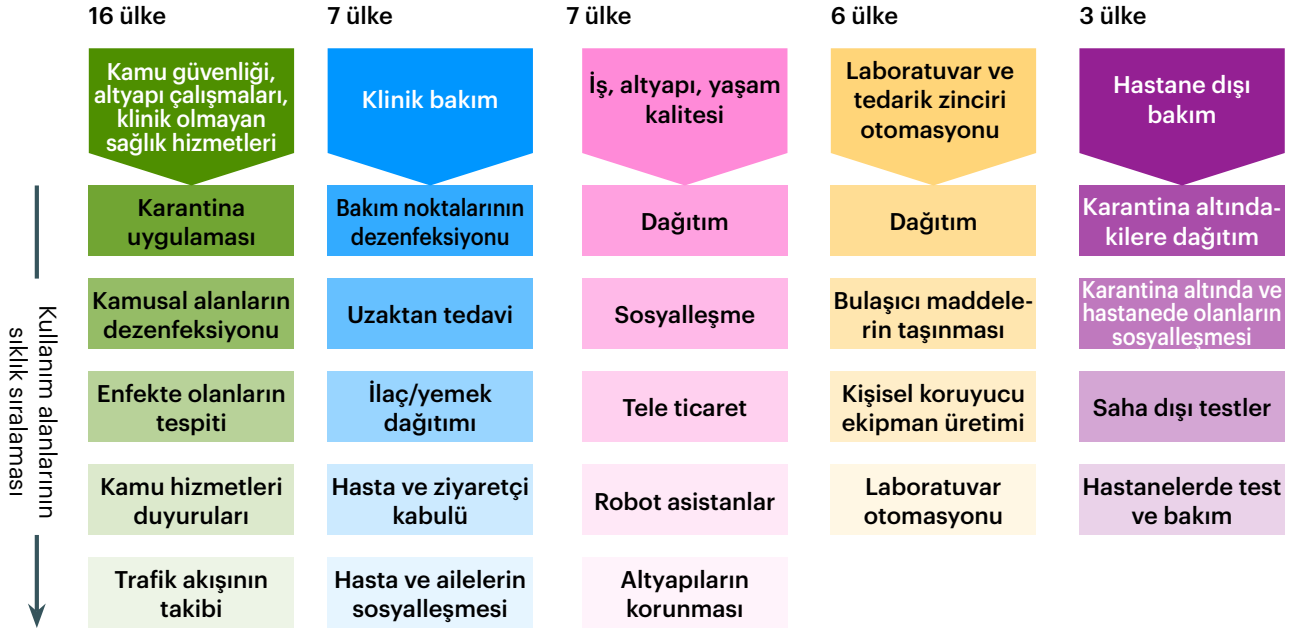 16 ülke
7 ülke
7 ülke
6 ülke
3 ülke
Kamu güvenliği,
altyapı çalışmaları,
klinik olmayan
sağlık hizmetleri
Klinik bakım
İş, altyapı, yaşam
kalitesi
Laboratuvar ve
tedarik zinciri
otomasyonu
Hastane dışı
bakım
Karantina
uygulaması
Bakım noktalarının
dezenfeksiyonu
Dağıtım
Dağıtım
Karantina altında-
kilere dağıtım
Kamusal alanların
dezenfeksiyonu
Uzaktan tedavi
Sosyalleşme
Bulaşıcı maddele-
rin taşınması
Karantina altında ve
hastanede olanların
sosyalleşmesi
Enfekte olanların
tespiti
İlaç/yemek
dağıtımı
Tele ticaret
Kişisel koruyucu
ekipman üretimi
Saha dışı testler
Kamu hizmetleri
duyuruları
Hasta ve ziyaretçi
kabulü
Robot asistanlar
Laboratuvar
otomasyonu
Hastanelerde test
ve bakım
Trafik akışının
takibi
Hasta ve ailelerin
sosyalleşmesi
Altyapıların
korunması
Kullanım alanlarının
sıklık sıralaması